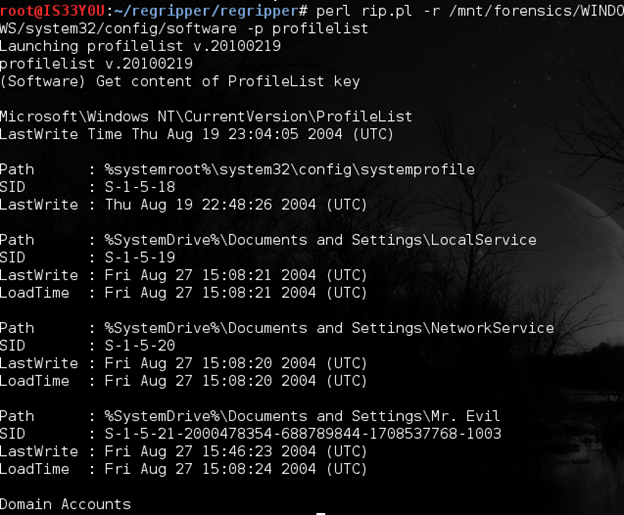 root@IS33Y0U:~/regripper/regripper# perl rip.pl -r /mnt/forensics/WINDO
WS/system32/config/software -p profilelist
Launching profilelist v.20100219
profilelist v.20100219
(Software) Get content of ProfileList key
Microsoft\Windows NT\CurrentVersion\ProfileList
LastWrite Time Thu Aug 19 23:04:05 2004 (UTC)
Path      : %systemroot%\system32\config\systemprofile
SID       : S-1-5-18
LastWrite : Thu Aug 19 22:48:26 2004 (UTC)
Path      : %SystemDrive%\Documents and Settings\LocalService
SID       : S-1-5-19
LastWrite : Fri Aug 27 15:08:21 2004 (UTC)
LoadTime  : Fri Aug 27 15:08:21 2004 (UTC)
Path      : %SystemDrive%\Documents and Settings\NetworkService
SID       : S-1-5-20
LastWrite : Fri Aug 27 15:08:20 2004 (UTC)
LoadTime  : Fri Aug 27 15:08:20 2004 (UTC)
Path      : %SystemDrive%\Documents and Settings\Mr. Evil
SID       : S-1-5-21-2000478354-688789844-1708537768-1003
LastWrite : Fri Aug 27 15:46:23 2004 (UTC)
LoadTime  : Fri Aug 27 15:08:24 2004 (UTC)
Domain Accounts